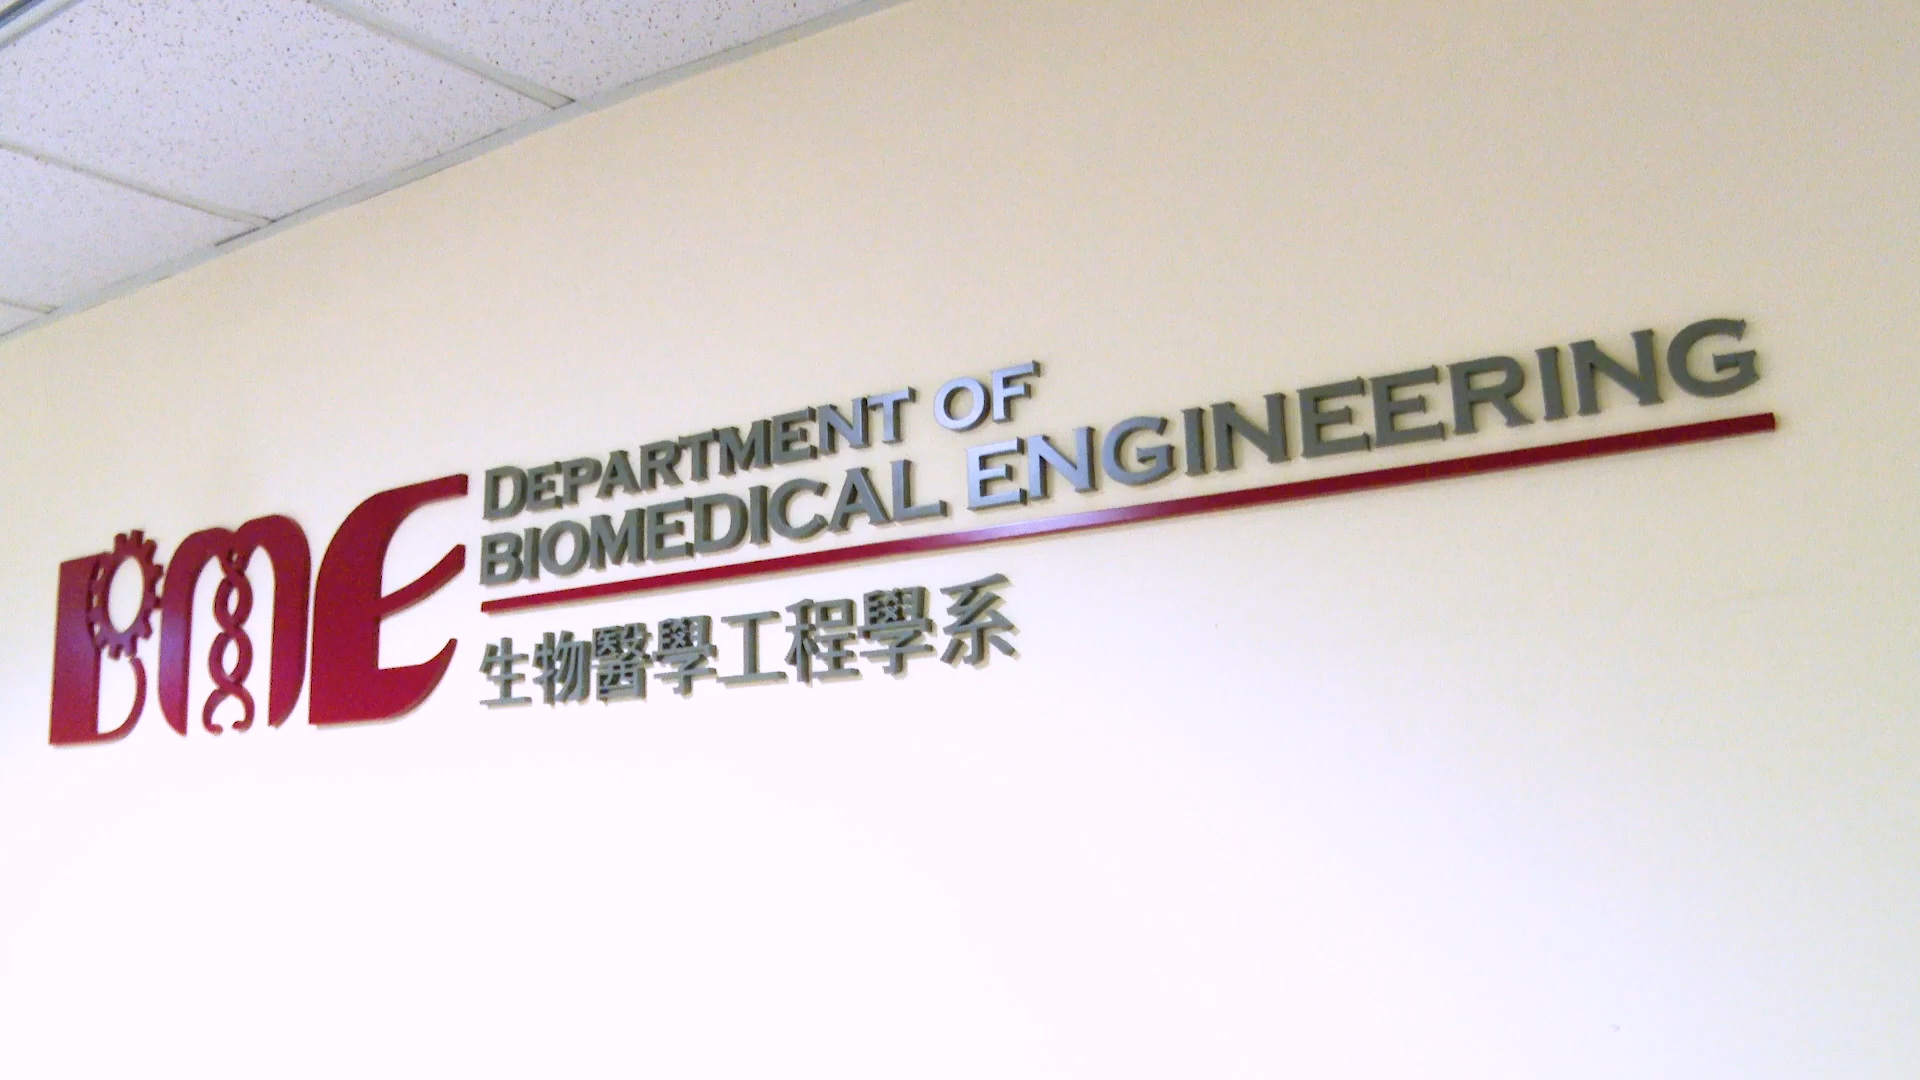 BME
DEPARTMENT OF
BIOMEDICAL ENGINEERING
生物醫學工程學系